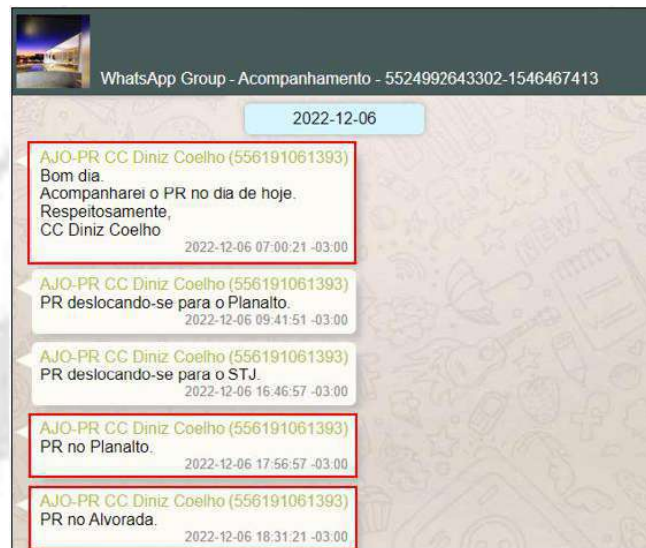 WhatsApp Group - Acompanhamento - 5524992643302-1546467413
2022-12-06
AJO-PR CC Diniz Coelho (556191061393)
Bom dia.
Acompanharei o PR no dia de hoje.
Respeitosamente,
CC Diniz Coelho
2022-12-06 07:00:21 -03:00
AJO-PR CC Diniz Coelho (556191061393)
PR deslocando-se para o Planalto.
2022-12-06 09:41:51 -03:00
AJO-PR CC Diniz Coelho (556191061393)
PR deslocando-se para o STJ.
2022-12-06 16:46:57 -03:00
AJO-PR CC Diniz Coelho (556191061393)
PR no Planalto.
2022-12-06 17:56:57 -03:00
AJO-PR CC Diniz Coelho (556191061393)
PR no Alvorada.
2022-12-06 18:31:21 -03:00